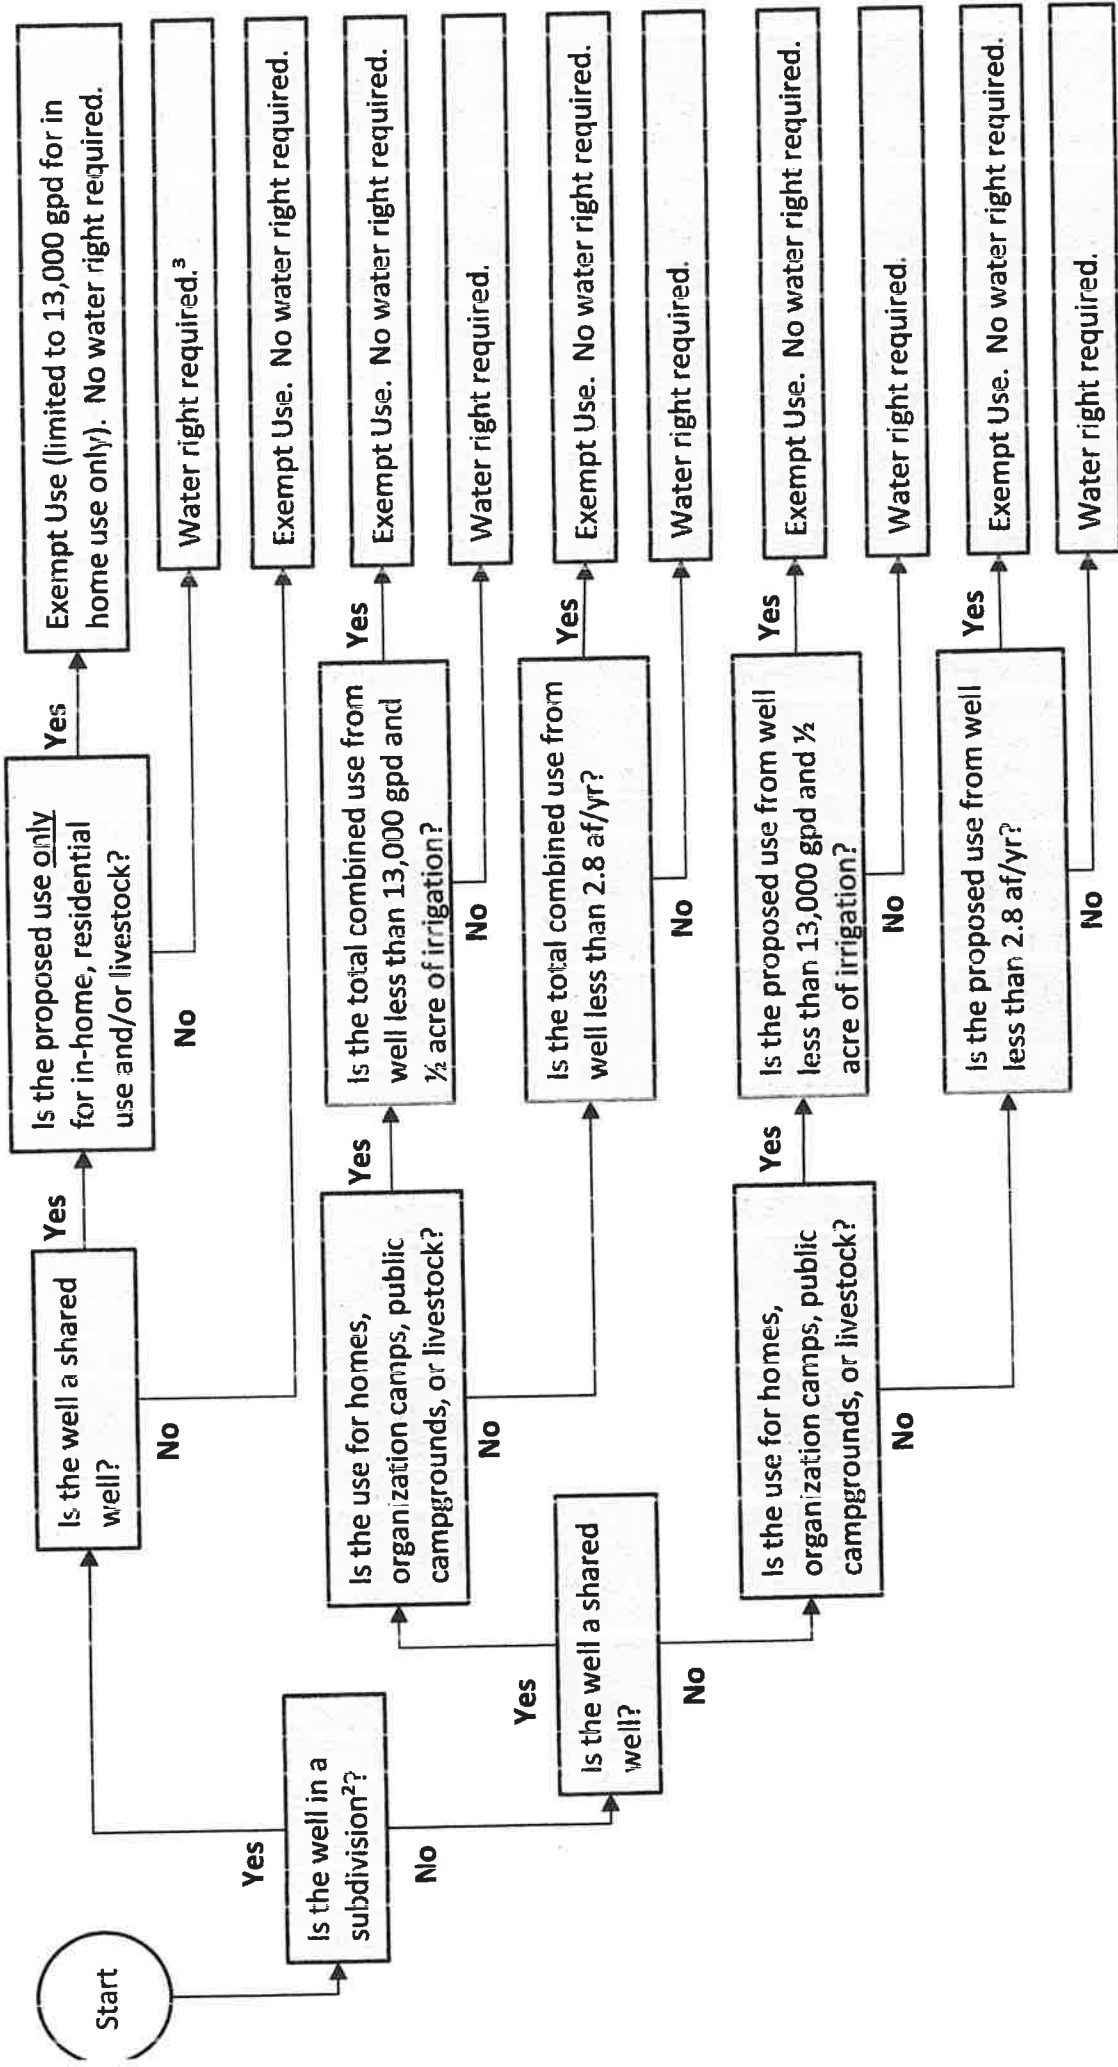 Start
Is the well in a
subdivision²?
Yes
No
Is the well a shared
well?
Yes
No
Is the proposed use only
for in-home, residential
use and/or livestock?
Yes
No
Exempt Use (limited to 13,000 gpd for in
home use only).  No water right required.
Water right required.³
Exempt Use.  No water right required.
Is the well a shared
well?
Yes
No
Is the use for homes,
organization camps, public
campgrounds, or livestock?
Yes
No
Is the total combined use from
well less than 13,000 gpd and
½ acre of irrigation?
Yes
No
Exempt Use.  No water right required.
Water right required.
Is the total combined use from
well less than 2.8 af/yr?
Yes
No
Exempt Use.  No water right required.
Water right required.
Is the use for homes,
organization camps, public
campgrounds, or livestock?
Yes
No
Is the proposed use from well
less than 13,000 gpd and ½
acre of irrigation?
Yes
No
Exempt Use.  No water right required.
Water right required.
Is the proposed use from well
less than 2.8 af/yr?
Yes
No
Exempt Use.  No water right required.
Water right required.